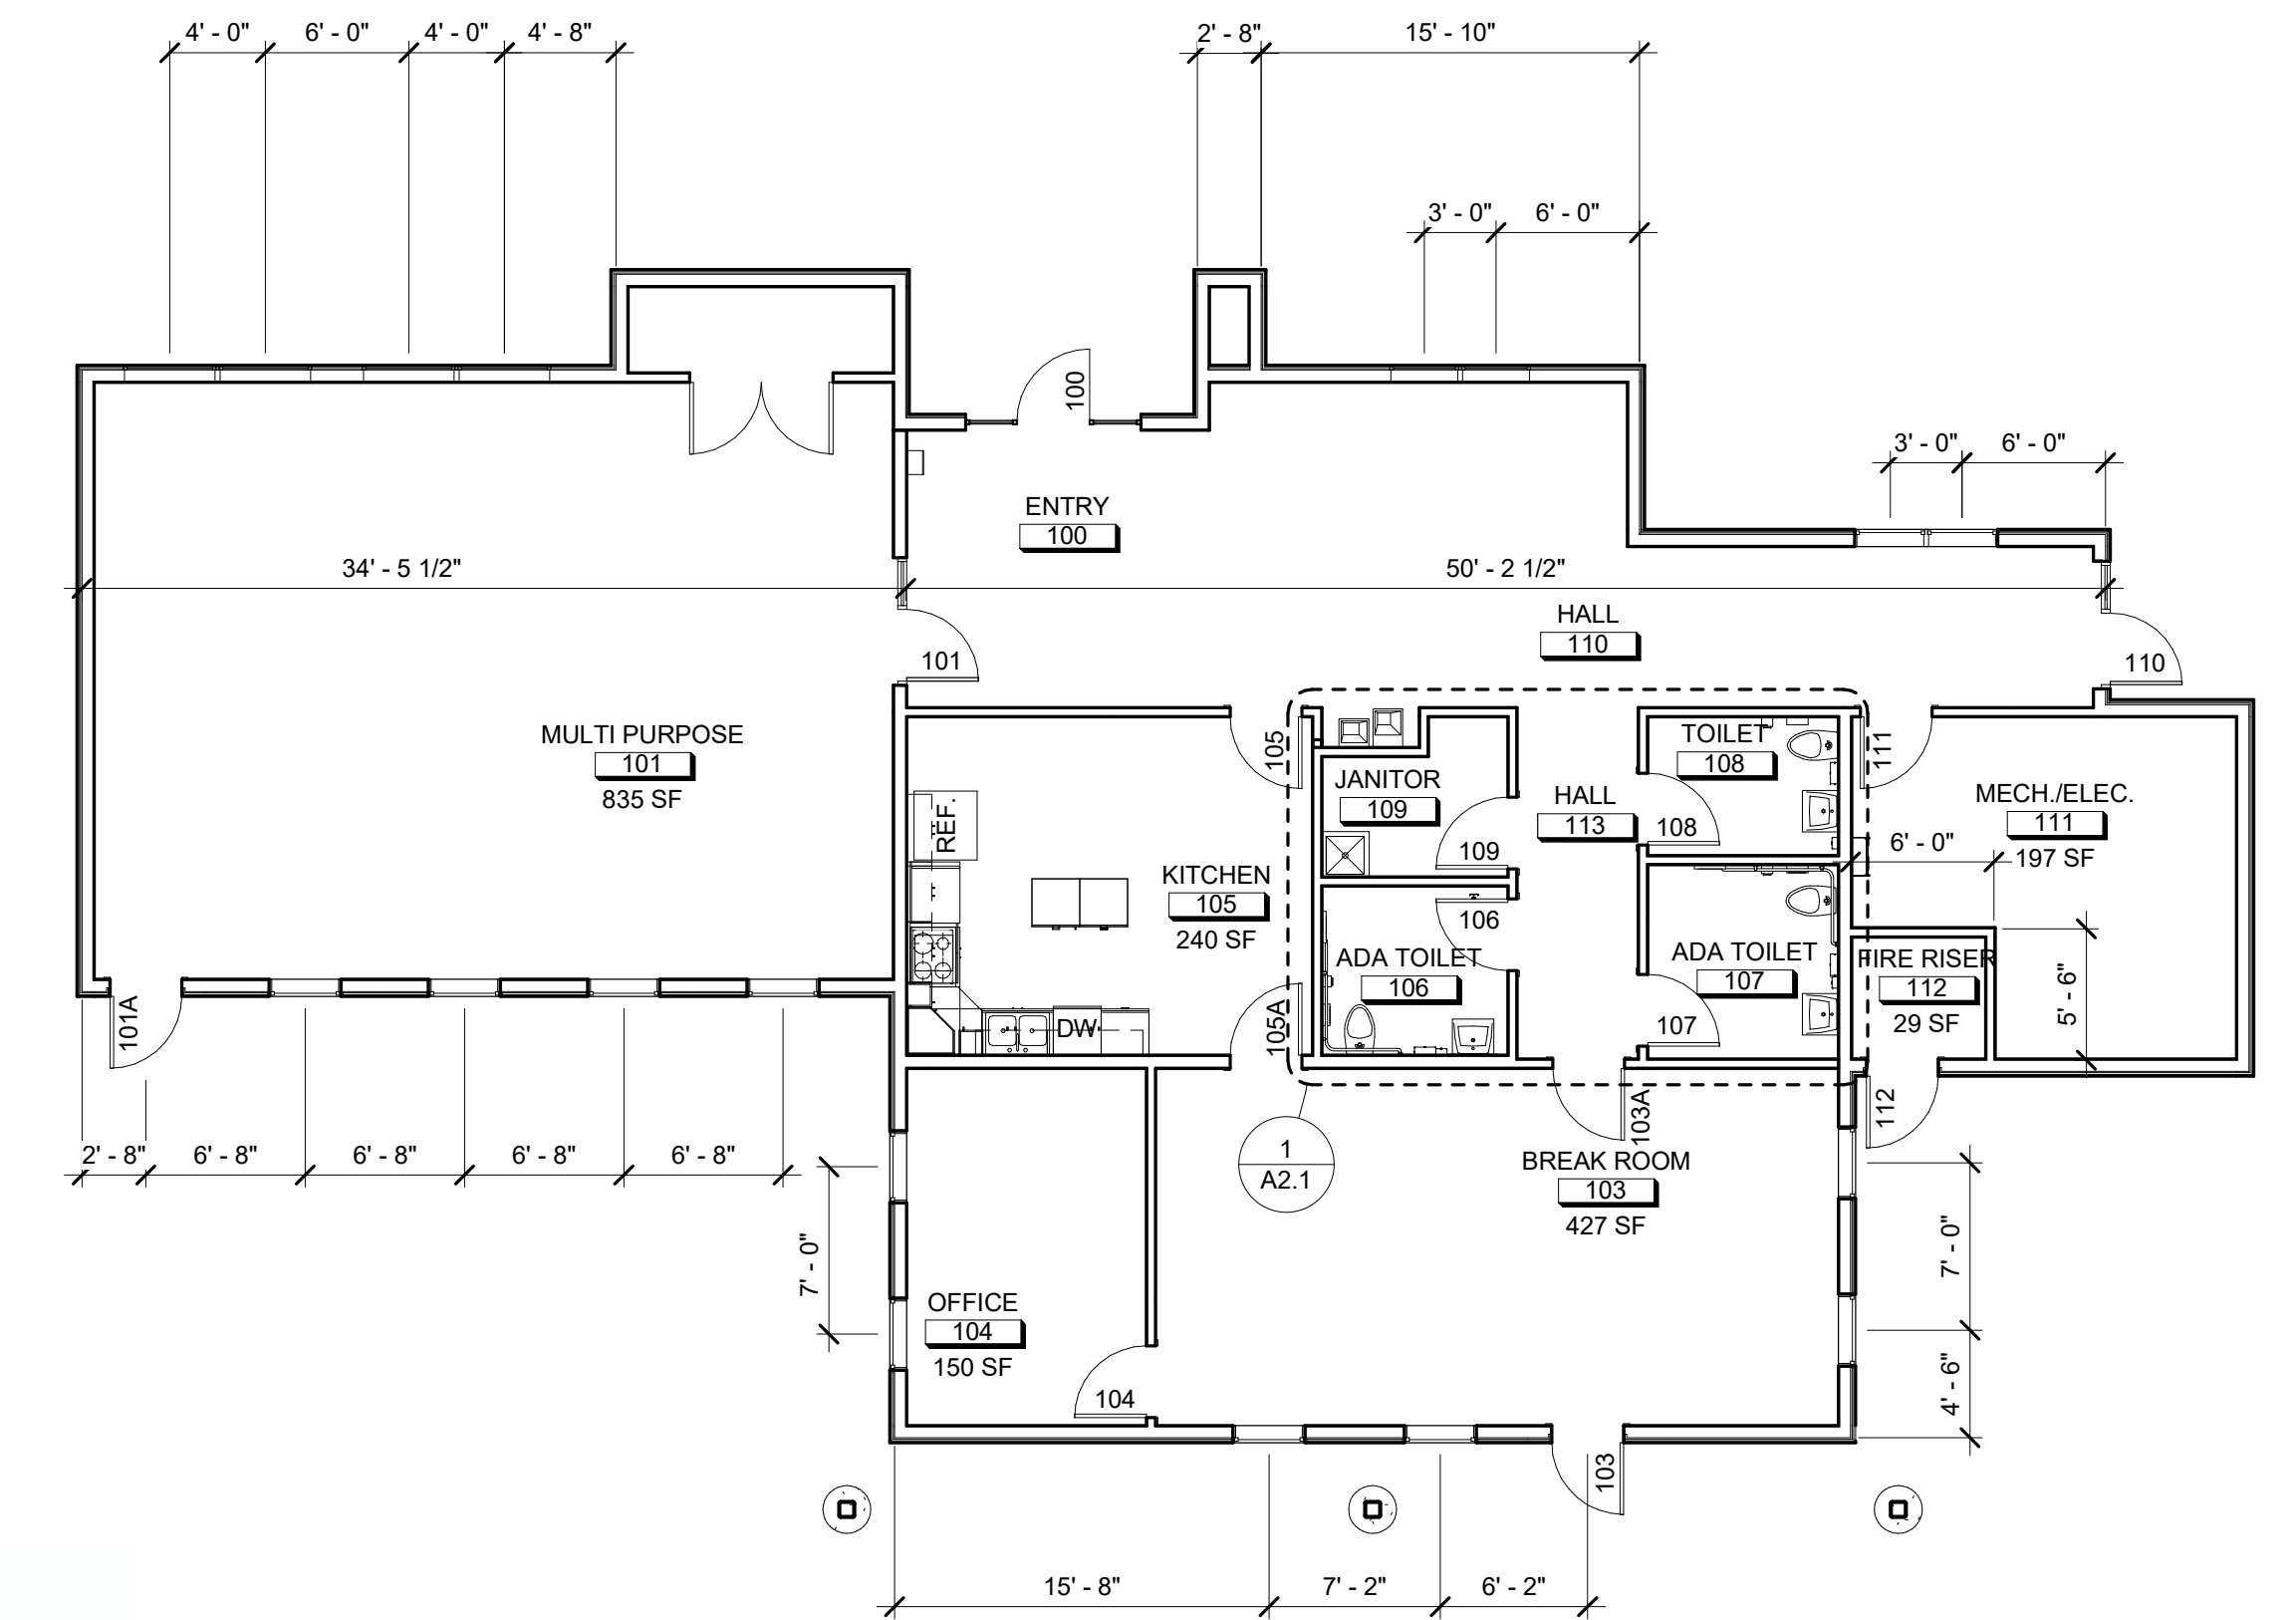 4' - 0"
6' - 0"
4' - 0"
4' - 8"
2' - 8"
15' - 10"
3' - 0"
6' - 0"
100
3' - 0"
6' - 0"
ENTRY
100
34' - 5 1/2"
50' - 2 1/2"
HALL
110
101
110
MULTI PURPOSE
101
835 SF
105
TOILET
108
111
JANITOR
109
HALL
113
MECH./ELEC.
111
197 SF
REF.
108
6' - 0"
109
KITCHEN
105
240 SF
106
ADA TOILET
106
ADA TOILET
107
FIRE RISER
112
29 SF
5' - 6"
101A
105A
DW
107
103A
112
1
A2.1
2' - 8"
6' - 8"
6' - 8"
6' - 8"
6' - 8"
BREAK ROOM
103
427 SF
7' - 0"
7' - 0"
OFFICE
104
150 SF
104
4' - 6"
103
15' - 8"
7' - 2"
6' - 2"